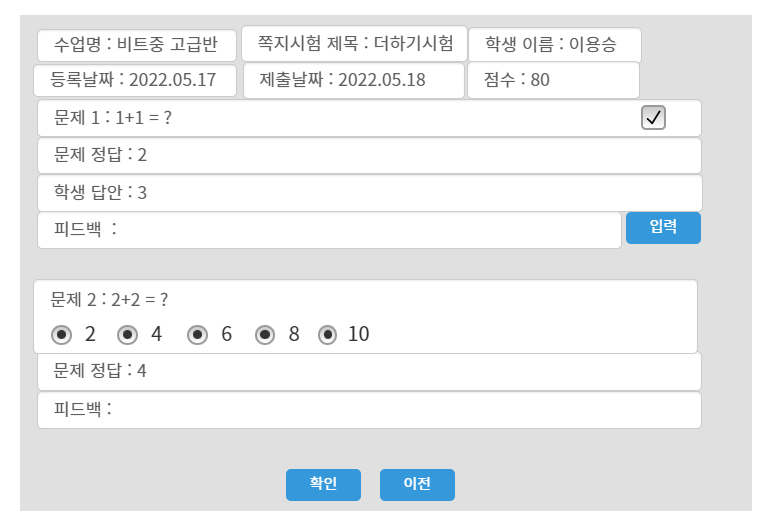 수업명 : 비트중 고급반 쪽지시험 제목 : 더하기시험 학생 이름 : 이용승
등록날짜 : 2022.05.17 제출날짜 : 2022.05.18 점수 : 80
문제 1 : 1+1 = ?
문제 정답 : 2
학생 답안 : 3
피드백 : 입력
문제 2 : 2+2 = ?
2 4 6 8 10
문제 정답 : 4
피드백 :
확인 이전